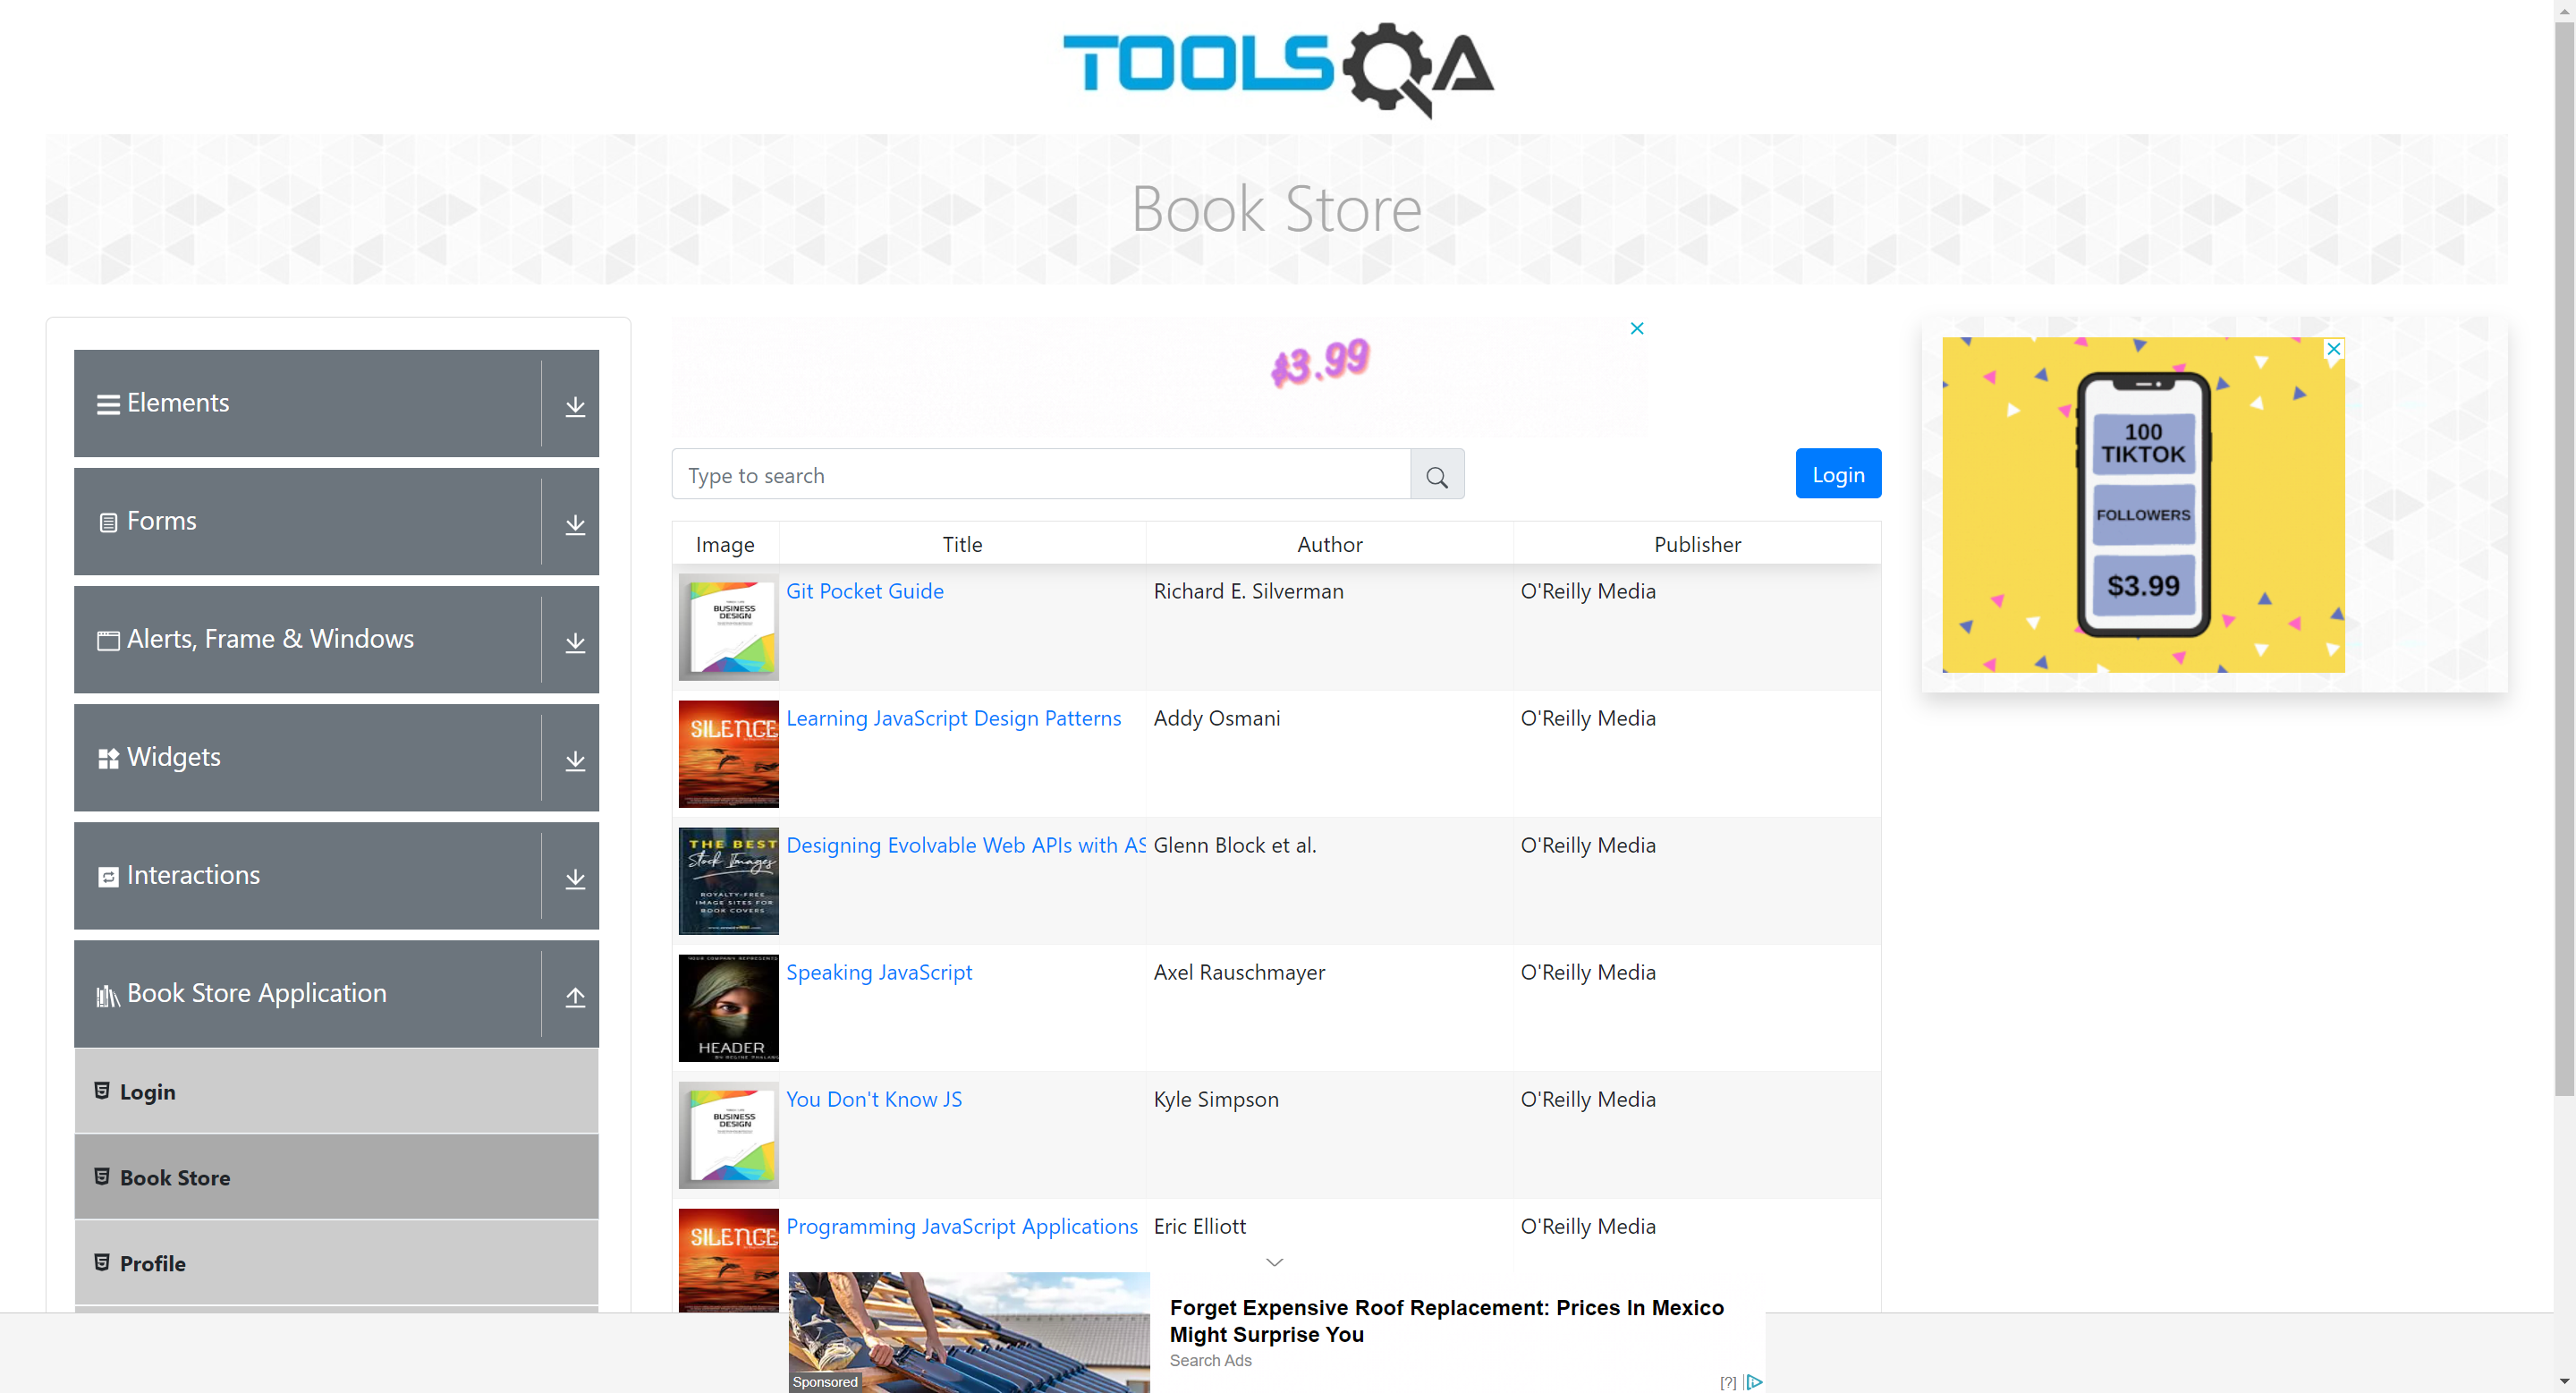 TOOLSQA
Book Store
Elements
Forms
Alerts, Frame & Windows
Widgets
Interactions
Book Store Application
Login
Book Store
Profile
$3.99
Type to search
Login
Image Title Author Publisher
BUSINESS
DESIGN
Git Pocket Guide Richard E. Silverman O'Reilly Media
SILENCE
Learning JavaScript Design Patterns Addy Osmani O'Reilly Media
THE BEST
Stock Images
ROYALTY-FREE
IMAGE SITES FOR
BOOK COVERS
Designing Evolvable Web APIs with AS Glenn Block et al. O'Reilly Media
YOUR COMPANY REPRESENTS
HEADER
Speaking JavaScript Axel Rauschmayer O'Reilly Media
BUSINESS
DESIGN
You Don't Know JS Kyle Simpson O'Reilly Media
SILENCE
Programming JavaScript Applications Eric Elliott O'Reilly Media
100
TIKTOK
FOLLOWERS
$3.99
Forget Expensive Roof Replacement: Prices In Mexico
Might Surprise You
Search Ads
Sponsored
[?]